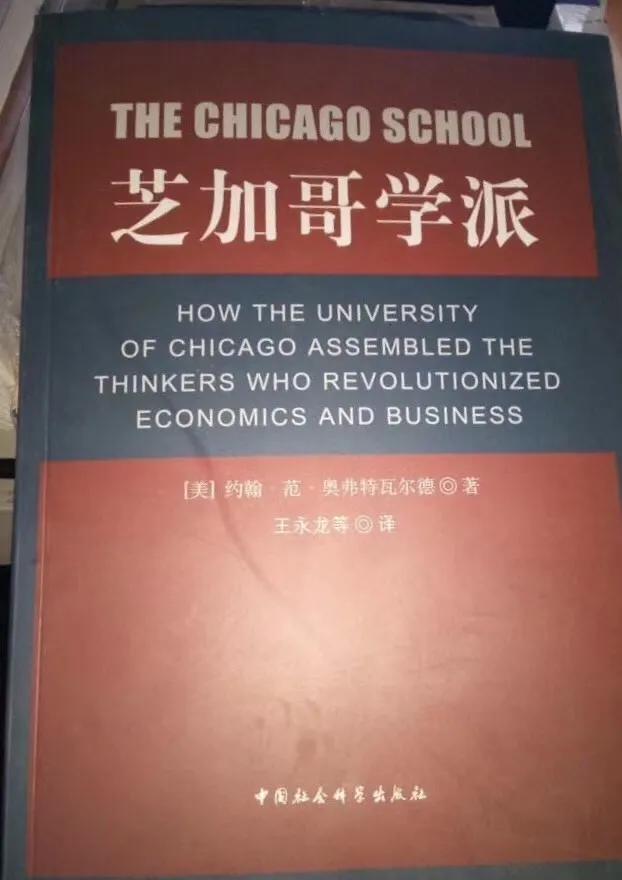 THE CHICAGO SCHOOL
芝加哥学派
HOW THE UNIVERSITY
OF CHICAGO ASSEMBLED THE
THINKERS WHO REVOLUTIONIZED
ECONOMICS AND BUSINESS
[美] 约翰·范·奥弗特瓦尔德◎著
王永龙等◎译
中国社会科学出版社